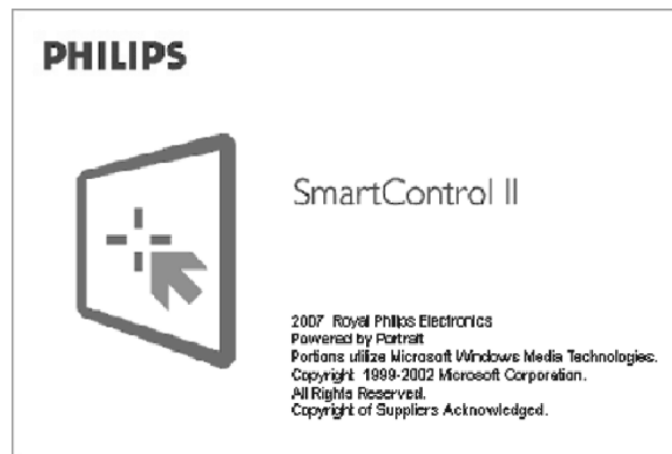 PHILIPS
SmartControl II
2007 Royal Philips Electronics
Powered by Portrait
Portions utilize Microsoft Windows Media Technologies.
Copyright 1999-2002 Microsoft Corporation.
All Rights Reserved.
Copyright of Suppliers Acknowledged.